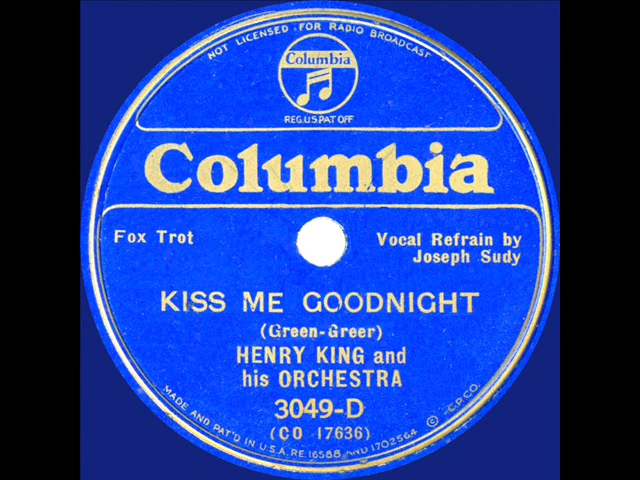 NOT LICENSED FOR RADIO BROADCAST
Columbia
REG.U.S.PAT OFF
Columbia
Fox Trot
Vocal Refrain by
Joseph Sudy
KISS ME GOODNIGHT
(Green-Greer)
HENRY KING and
his ORCHESTRA
3049-D
(CO 17636)
MADE AND PAT'D IN U.S.A. RE 16588 AND 1702564 © C.P.CO.